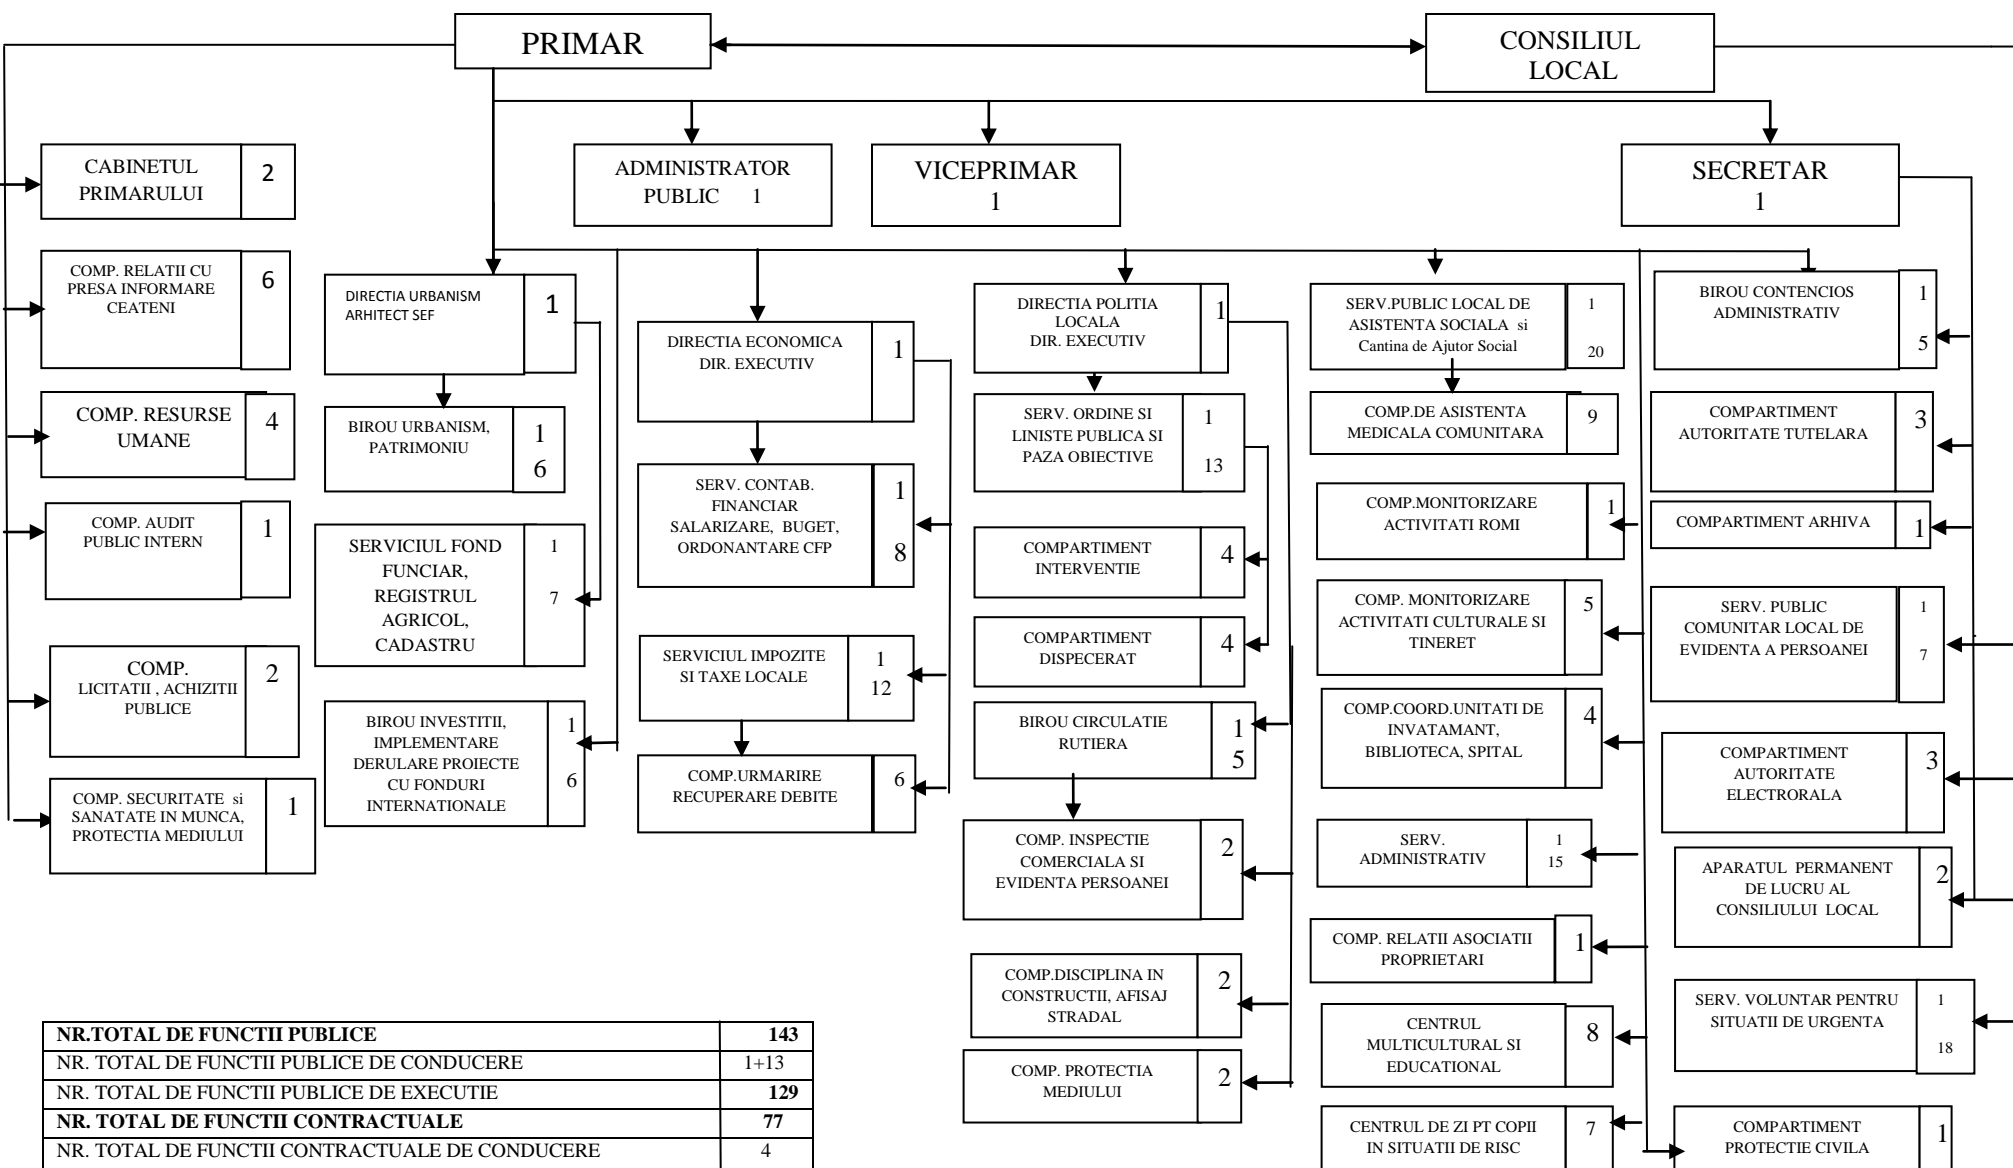 PRIMAR
CONSILIUL
LOCAL
CABINETUL
PRIMARULUI
2
ADMINISTRATOR
PUBLIC 1
VICEPRIMAR
1
SECRETAR
1
COMP. RELATII CU
PRESA INFORMARE
CEATENI
6
COMP. RESURSE
UMANE
4
COMP. AUDIT
PUBLIC INTERN
1
COMP.
LICITATII , ACHIZITII
PUBLICE
2
COMP. SECURITATE si
SANATATE IN MUNCA,
PROTECTIA MEDIULUI
1
DIRECTIA URBANISM
ARHITECT SEF
1
BIROU URBANISM,
PATRIMONIU
1
6
SERVICIUL FOND
FUNCIAR,
REGISTRUL
AGRICOL,
CADASTRU
1
7
BIROU INVESTITII,
IMPLEMENTARE
DERULARE PROIECTE
CU FONDURI
INTERNATIONALE
1
6
DIRECTIA ECONOMICA
DIR. EXECUTIV
1
SERV. CONTAB.
FINANCIAR
SALARIZARE, BUGET,
ORDONANTARE CFP
1
8
SERVICIUL IMPOZITE
SI TAXE LOCALE
1
12
COMP.URMARIRE
RECUPERARE DEBITE
6
DIRECTIA POLITIA
LOCALA
DIR. EXECUTIV
1
SERV. ORDINE SI
LINISTE PUBLICA SI
PAZA OBIECTIVE
1
13
COMPARTIMENT
INTERVENTIE
4
COMPARTIMENT
DISPECERAT
4
BIROU CIRCULATIE
RUTIERA
1
5
COMP. INSPECTIE
COMERCIALA SI
EVIDENTA PERSOANEI
2
COMP.DISCIPLINA IN
CONSTRUCTII, AFISAJ
STRADAL
2
COMP. PROTECTIA
MEDIULUI
2
SERV.PUBLIC LOCAL DE
ASISTENTA SOCIALA si
Cantina de Ajutor Social
1
20
COMP.DE ASISTENTA
MEDICALA COMUNITARA
9
COMP.MONITORIZARE
ACTIVITATI ROMI
1
COMP. MONITORIZARE
ACTIVITATI CULTURALE SI
TINERET
5
COMP.COORD.UNITATI DE
INVATAMANT,
BIBLIOTECA, SPITAL
4
SERV.
ADMINISTRATIV
1
15
COMP. RELATII ASOCIATII
PROPRIETARI
1
CENTRUL
MULTICULTURAL SI
EDUCATIONAL
8
CENTRUL DE ZI PT COPII
IN SITUATII DE RISC
7
BIROU CONTENCIOS
ADMINISTRATIV
1
5
COMPARTIMENT
AUTORITATE TUTELARA
3
COMPARTIMENT ARHIVA
1
SERV. PUBLIC
COMUNITAR LOCAL DE
EVIDENTA A PERSOANEI
1
7
COMPARTIMENT
AUTORITATE
ELECTRORALA
3
APARATUL PERMANENT
DE LUCRU AL
CONSILIULUI LOCAL
2
SERV. VOLUNTAR PENTRU
SITUATII DE URGENTA
1
18
COMPARTIMENT
PROTECTIE CIVILA
1
NR.TOTAL DE FUNCTII PUBLICE 143
NR. TOTAL DE FUNCTII PUBLICE DE CONDUCERE 1+13
NR. TOTAL DE FUNCTII PUBLICE DE EXECUTIE 129
NR. TOTAL DE FUNCTII CONTRACTUALE 77
NR. TOTAL DE FUNCTII CONTRACTUALE DE CONDUCERE 4